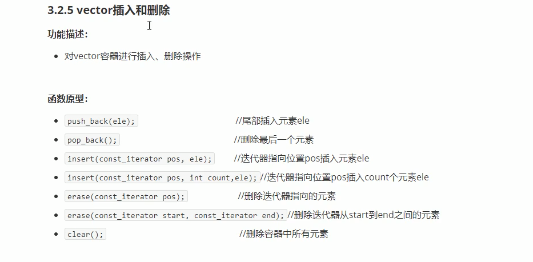 3.2.5 vector插入和删除
功能描述：
对vector容器进行插入、删除操作
函数原型：
push_back(ele); //尾部插入元素ele
pop_back(); //删除最后一个元素
insert(const_iterator pos, ele); //迭代器指向位置pos插入元素ele
insert(const_iterator pos, int count,ele); //迭代器指向位置pos插入count个元素ele
erase(const_iterator pos); //删除迭代器指向的元素
erase(const_iterator start, const_iterator end); //删除迭代器从start到end之间的元素
clear(); //删除容器中所有元素